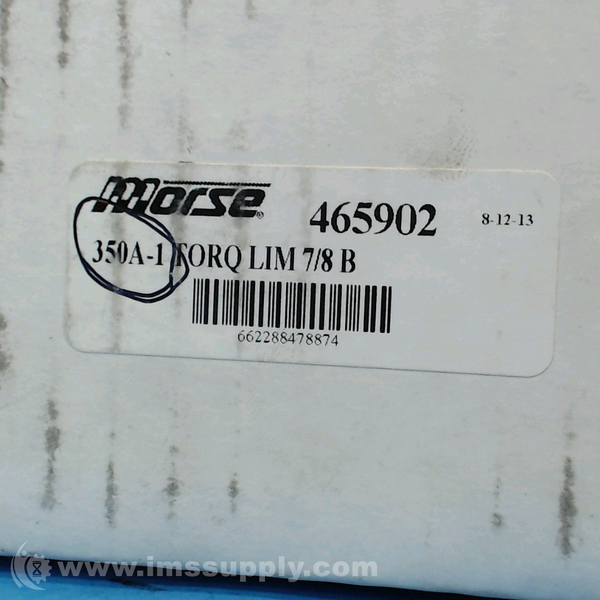 morse® 465902 8-12-13
350A-1 TORQ LIM 7/8 B
662288478874
www.imssupply.com